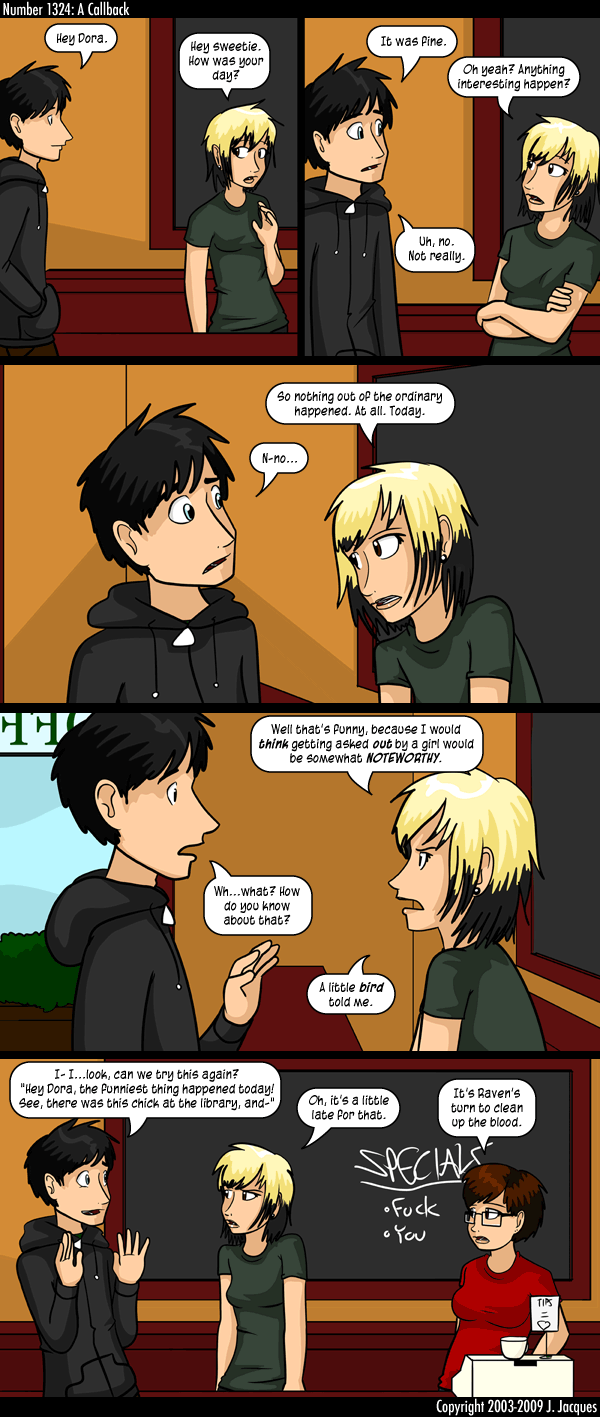 Number 1324: A Callback
Hey Dora.
Hey sweetie.
How was your
day?
It was fine.
Oh yeah? Anything
interesting happen?
Uh, no.
Not really.
So nothing out of the ordinary
happened. At all. Today.
N-no...
OFF
Well that's funny, because I would
think getting asked out by a girl would
be somewhat NOTEWORTHY.
Wh...what? How
do you know
about that?
A little bird
told me.
I- I...look, can we try this again?
"Hey Dora, the funniest thing happened today!
See, there was this chick at the library, and-"
Oh, it's a little
late for that.
It's Raven's
turn to clean
up the blood.
SPECIALS
•Fuck
•You
TIPS
=
♡
Copyright 2003-2009 J. Jacques